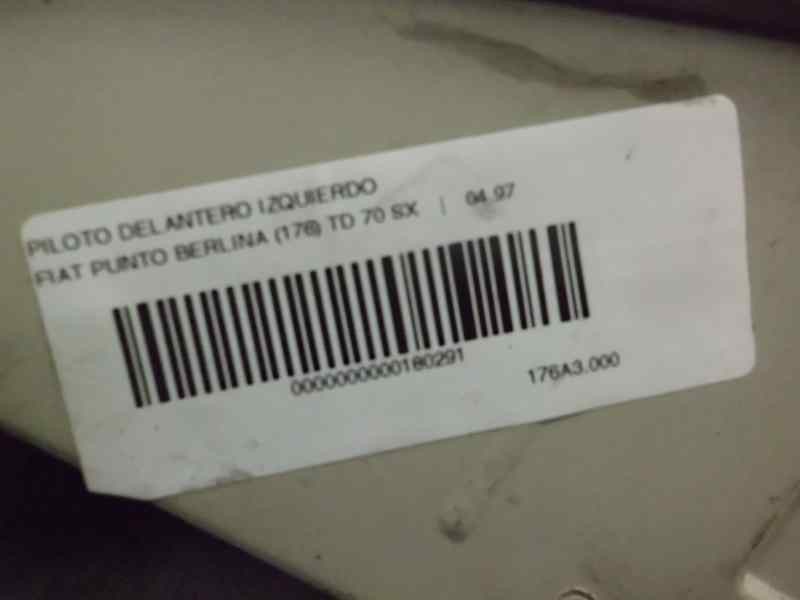 PILOTO DELANTERO IZQUIERDO
FIAT PUNTO BERLINA (176) TD 70 SX | 04.97
0000000000180291
176A3.000